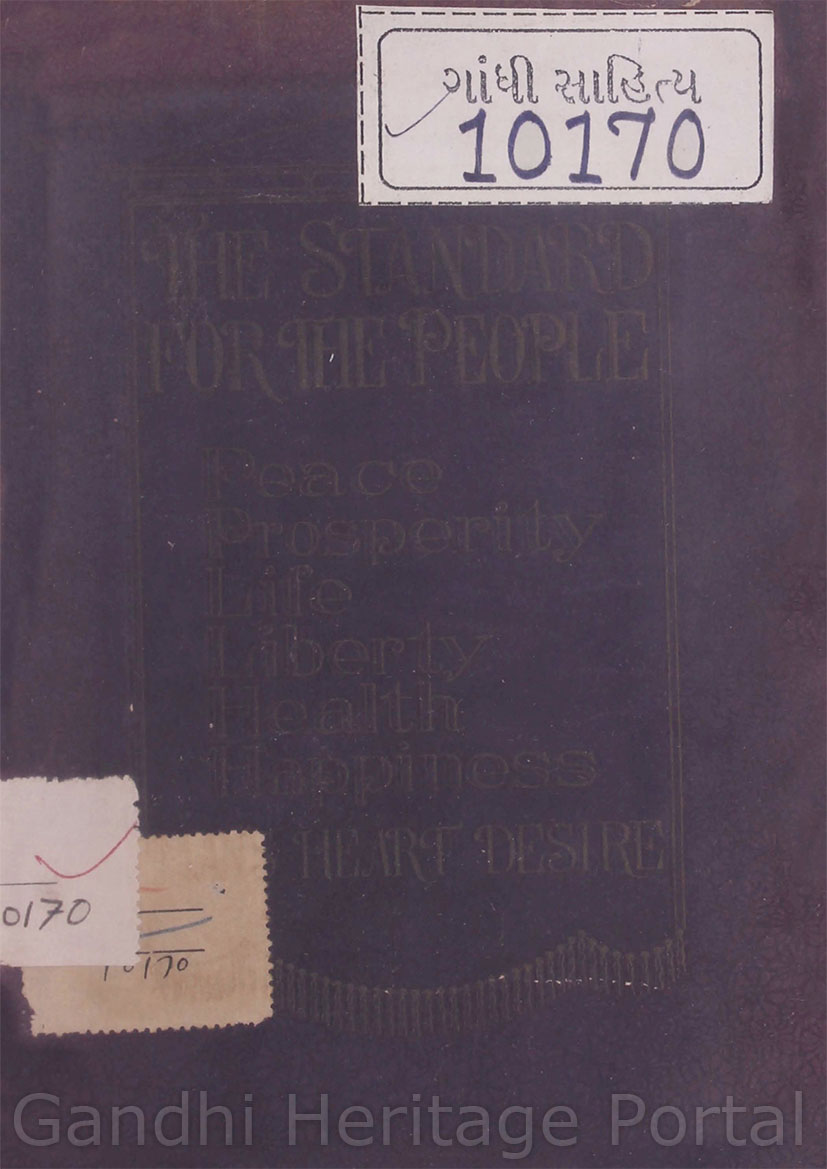 ગાંધી સાહિત્ય
10170
THE STANDARD
FOR THE PEOPLE
Peace
Prosperity
Life
Liberty
Health
Happiness
HEART DESIRE
0170
10170
Gandhi Heritage Portal